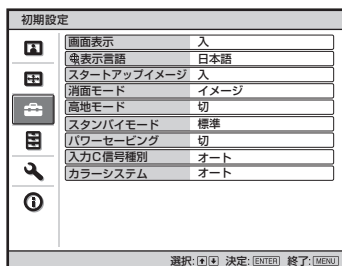 初期設定
画面表示 入
表示言語 日本語
スタートアップイメージ 入
消画モード イメージ
高地モード 切
スタンバイモード 標準
パワーセービング 切
入力C信号種別 オート
カラーシステム オート
選択: 決定: ENTER 終了: MENU